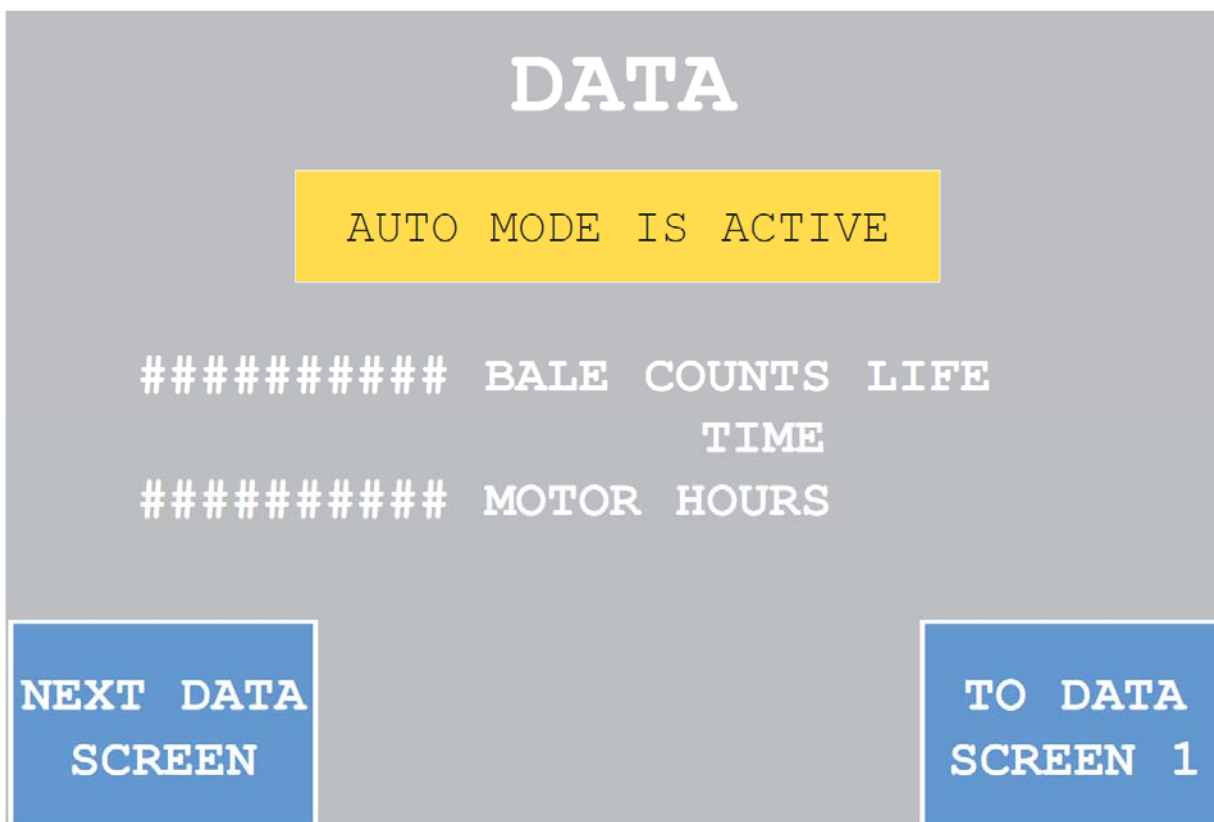 DATA
AUTO MODE IS ACTIVE
########## BALE COUNTS LIFE
TIME
########## MOTOR HOURS
NEXT DATA
SCREEN
TO DATA
SCREEN 1